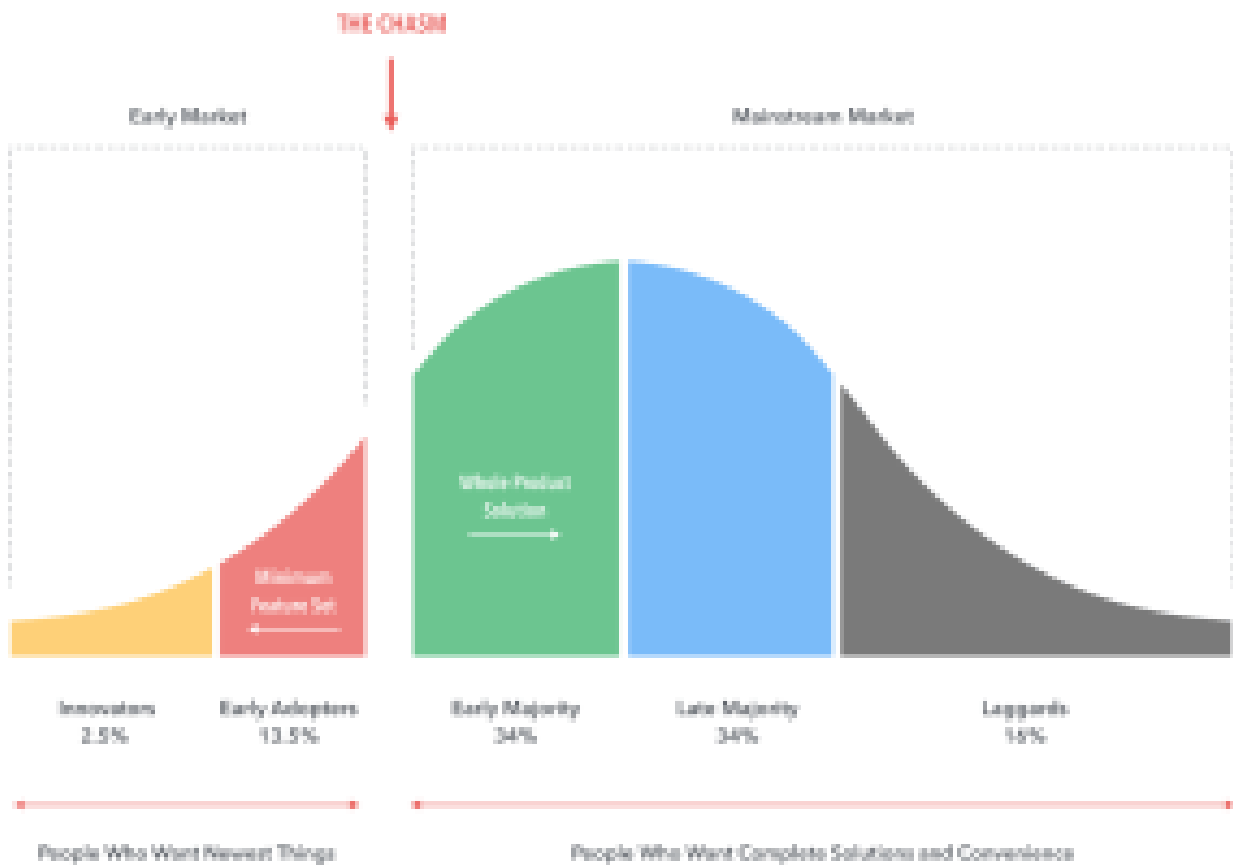 THE CHASM
Early Market
Mainstream Market
Whole Product
Solution
Minimum
Feature Set
Innovators
2.5%
Early Adopters
13.5%
Early Majority
34%
Late Majority
34%
Laggards
16%
People Who Want Newest Things
People Who Want Complete Solutions and Convenience